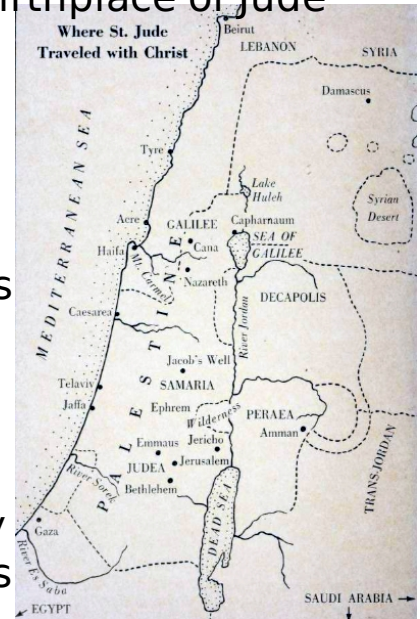 irthplace of Jude
Where St. Jude
Traveled with Christ
Beirut
LEBANON
SYRIA
Damascus
MEDITERRANEAN SEA
Tyre
Lake
Huleh
Syrian
Desert
Acre
GALILEE
Capharnaum
SEA OF
GALILEE
Haifa
Cana
Mt. Carmel
Nazareth
s
DECAPOLIS
Caesarea
River Jordan
PALESTINE
Jacob's Well
SAMARIA
Telaviv
Jaffa
Ephrem
Wilderness
PERAEA
Amman
Emmaus
Jericho
JUDEA
Jerusalem
Bethlehem
River Sorek
TRANS-JORDAN
DEAD SEA
y
Gaza
River Es Saba
s
SAUDI ARABIA
EGYPT